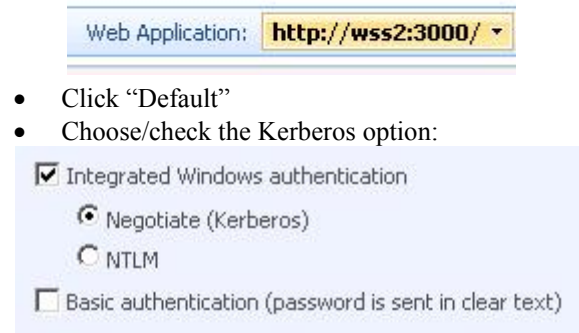 Web Application: http://wss2:3000/
• Click “Default”
• Choose/check the Kerberos option:
Integrated Windows authentication
Negotiate (Kerberos)
NTLM
Basic authentication (password is sent in clear text)